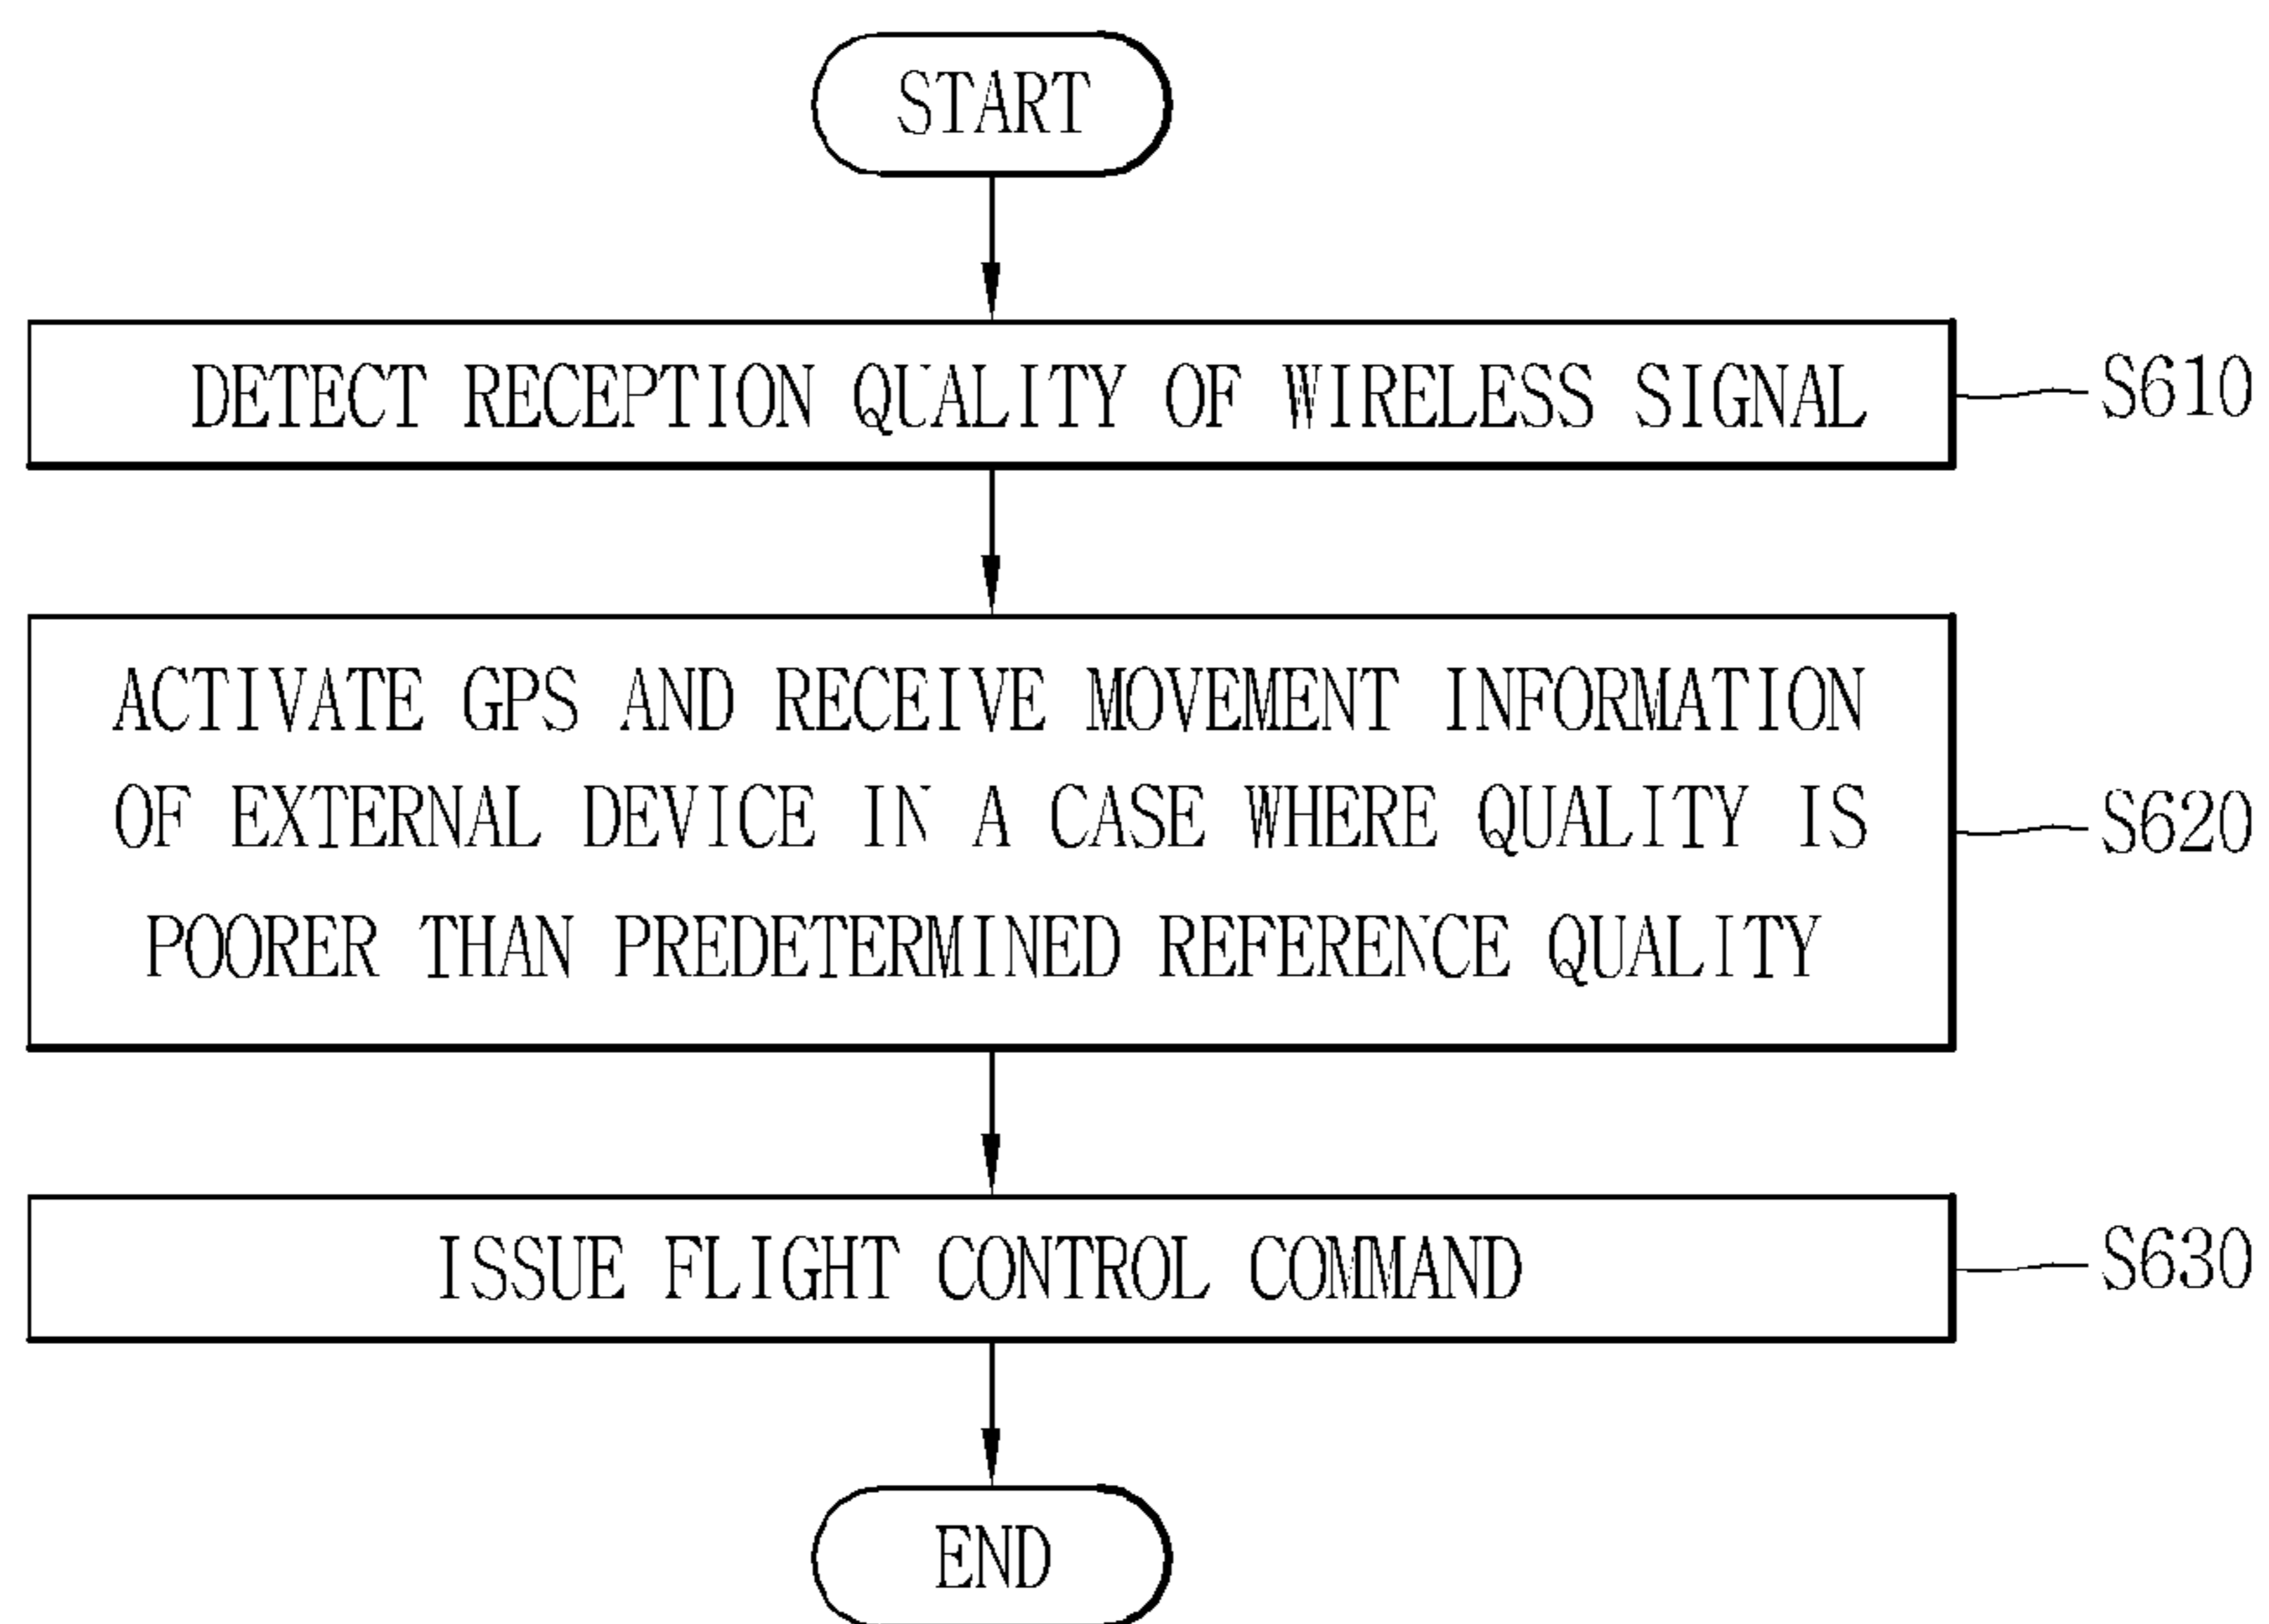 START
DETECT RECEPTION QUALITY OF WIRELESS SIGNAL
S610
ACTIVATE GPS AND RECEIVE MOVEMENT INFORMATION
OF EXTERNAL DEVICE IN A CASE WHERE QUALITY IS
POORER THAN PREDETERMINED REFERENCE QUALITY
S620
ISSUE FLIGHT CONTROL COMMAND
S630
END